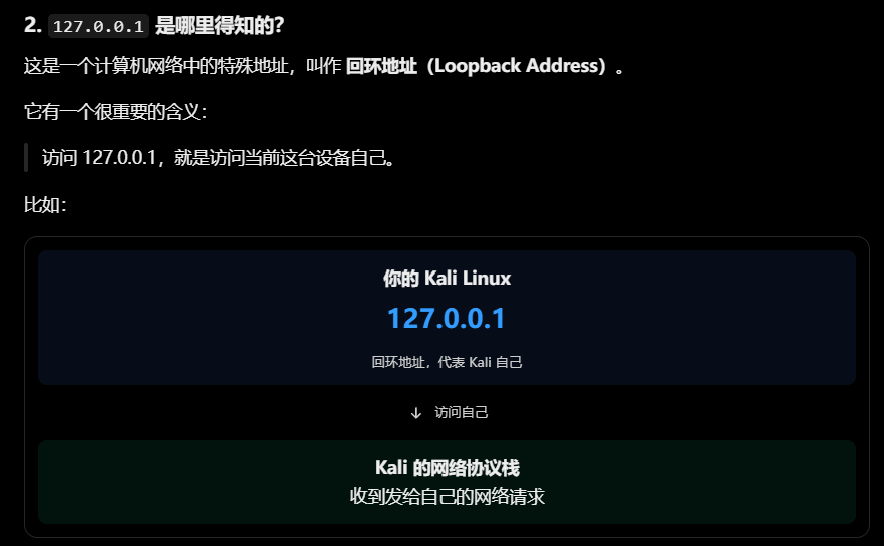 2. 127.0.0.1 是哪里得知的？
这是一个计算机网络中的特殊地址，叫作 回环地址（Loopback Address）。
它有一个很重要的含义：
访问 127.0.0.1，就是访问当前这台设备自己。
比如：
你的 Kali Linux
127.0.0.1
回环地址，代表 Kali 自己
↓ 访问自己
Kali 的网络协议栈
收到发给自己的网络请求